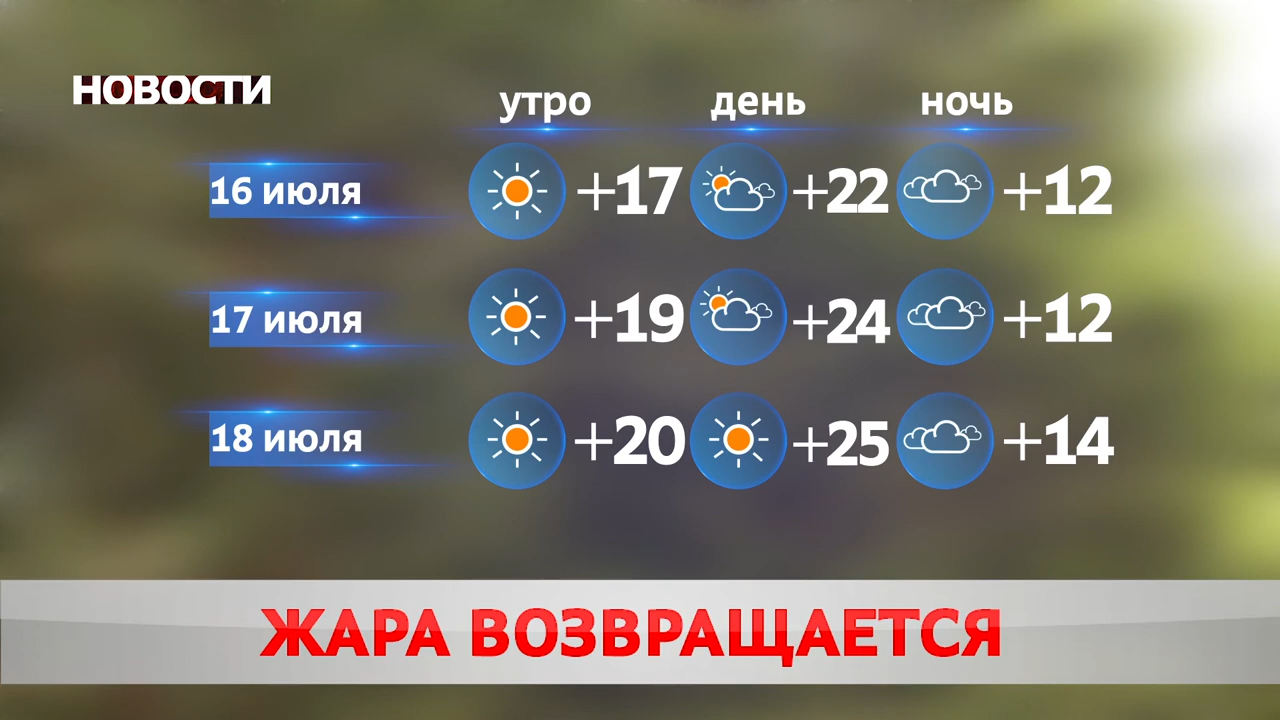 НОВОСТИ
утро день ночь
16 июля +17 +22 +12
17 июля +19 +24 +12
18 июля +20 +25 +14
ЖАРА ВОЗВРАЩАЕТСЯ